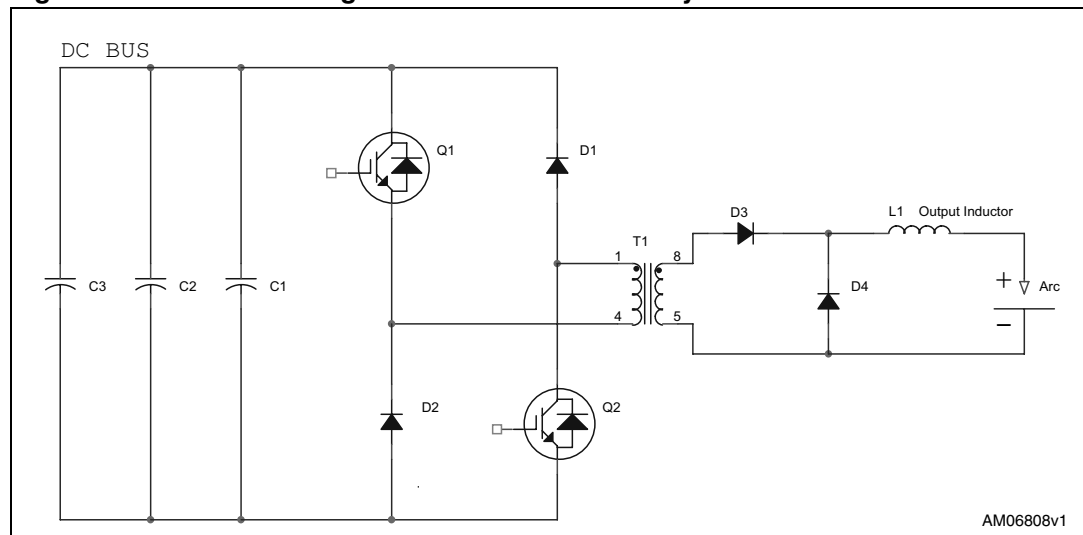 DC BUS
Q1
D1
D3
L1 Output Inductor
T1
1
8
C3
C2
C1
D4
+
Arc
4
5
−
D2
Q2
AM06808v1